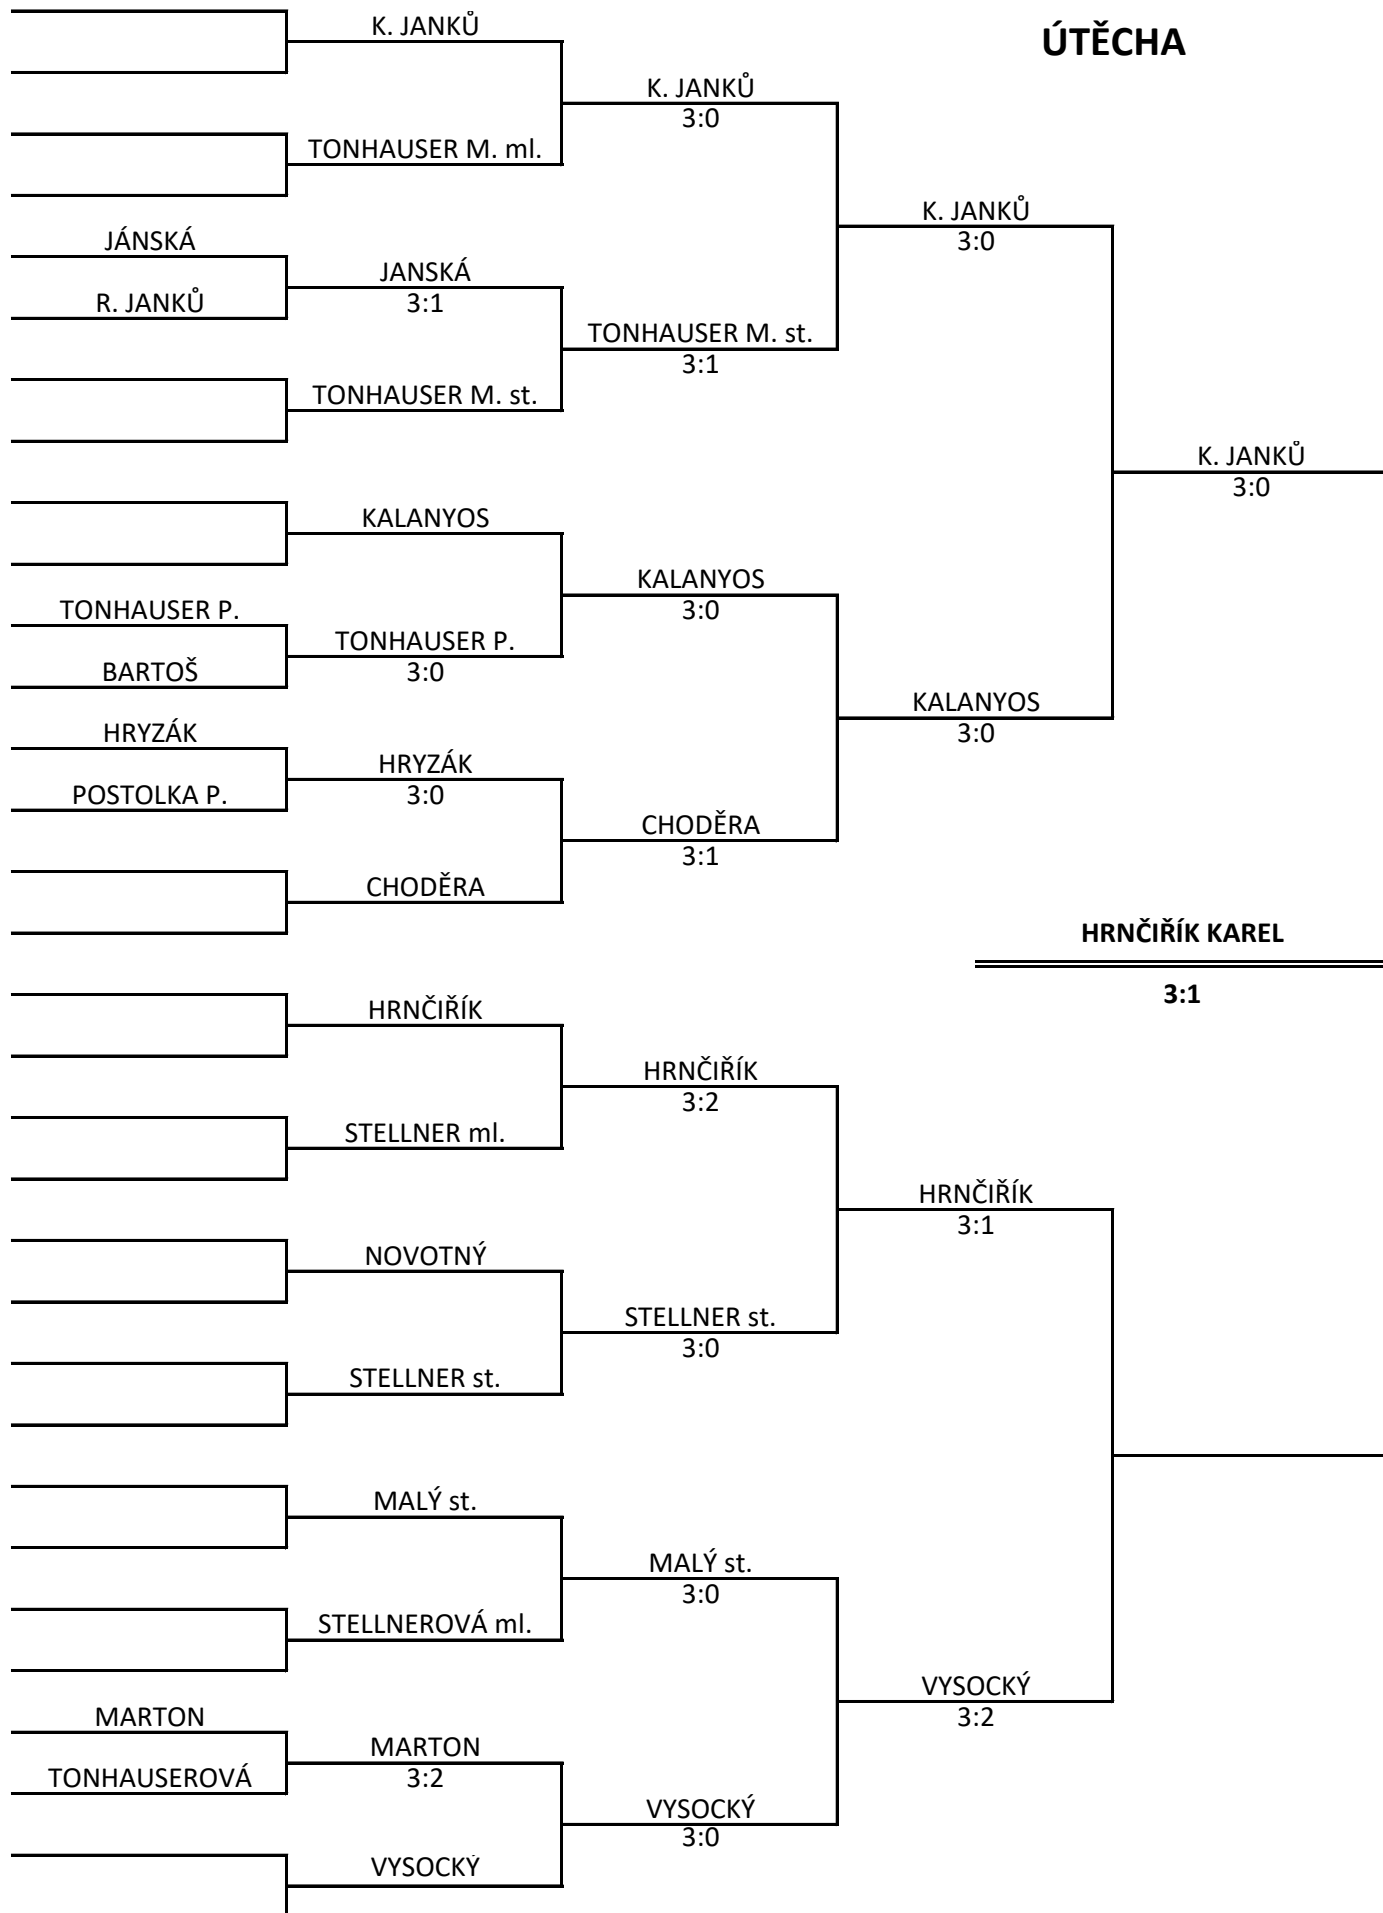 K. JANKŮ
ÚTĚCHA
K. JANKŮ
3:0
TONHAUSER M. ml.
K. JANKŮ
3:0
JÁNSKÁ
JANSKÁ
R. JANKŮ
3:1
TONHAUSER M. st.
3:1
TONHAUSER M. st.
K. JANKŮ
3:0
KALANYOS
KALANYOS
3:0
TONHAUSER P.
TONHAUSER P.
BARTOŠ
3:0
KALANYOS
3:0
HRYZÁK
HRYZÁK
POSTOLKA P.
3:0
CHODĚRA
3:1
CHODĚRA
HRNČIŘÍK KAREL
3:1
HRNČIŘÍK
HRNČIŘÍK
3:2
STELLNER ml.
HRNČIŘÍK
3:1
NOVOTNÝ
STELLNER st.
3:0
STELLNER st.
MALÝ st.
MALÝ st.
3:0
STELLNEROVÁ ml.
VYSOCKÝ
3:2
MARTON
MARTON
TONHAUSEROVÁ
3:2
VYSOCKÝ
3:0
VYSOCKÝ